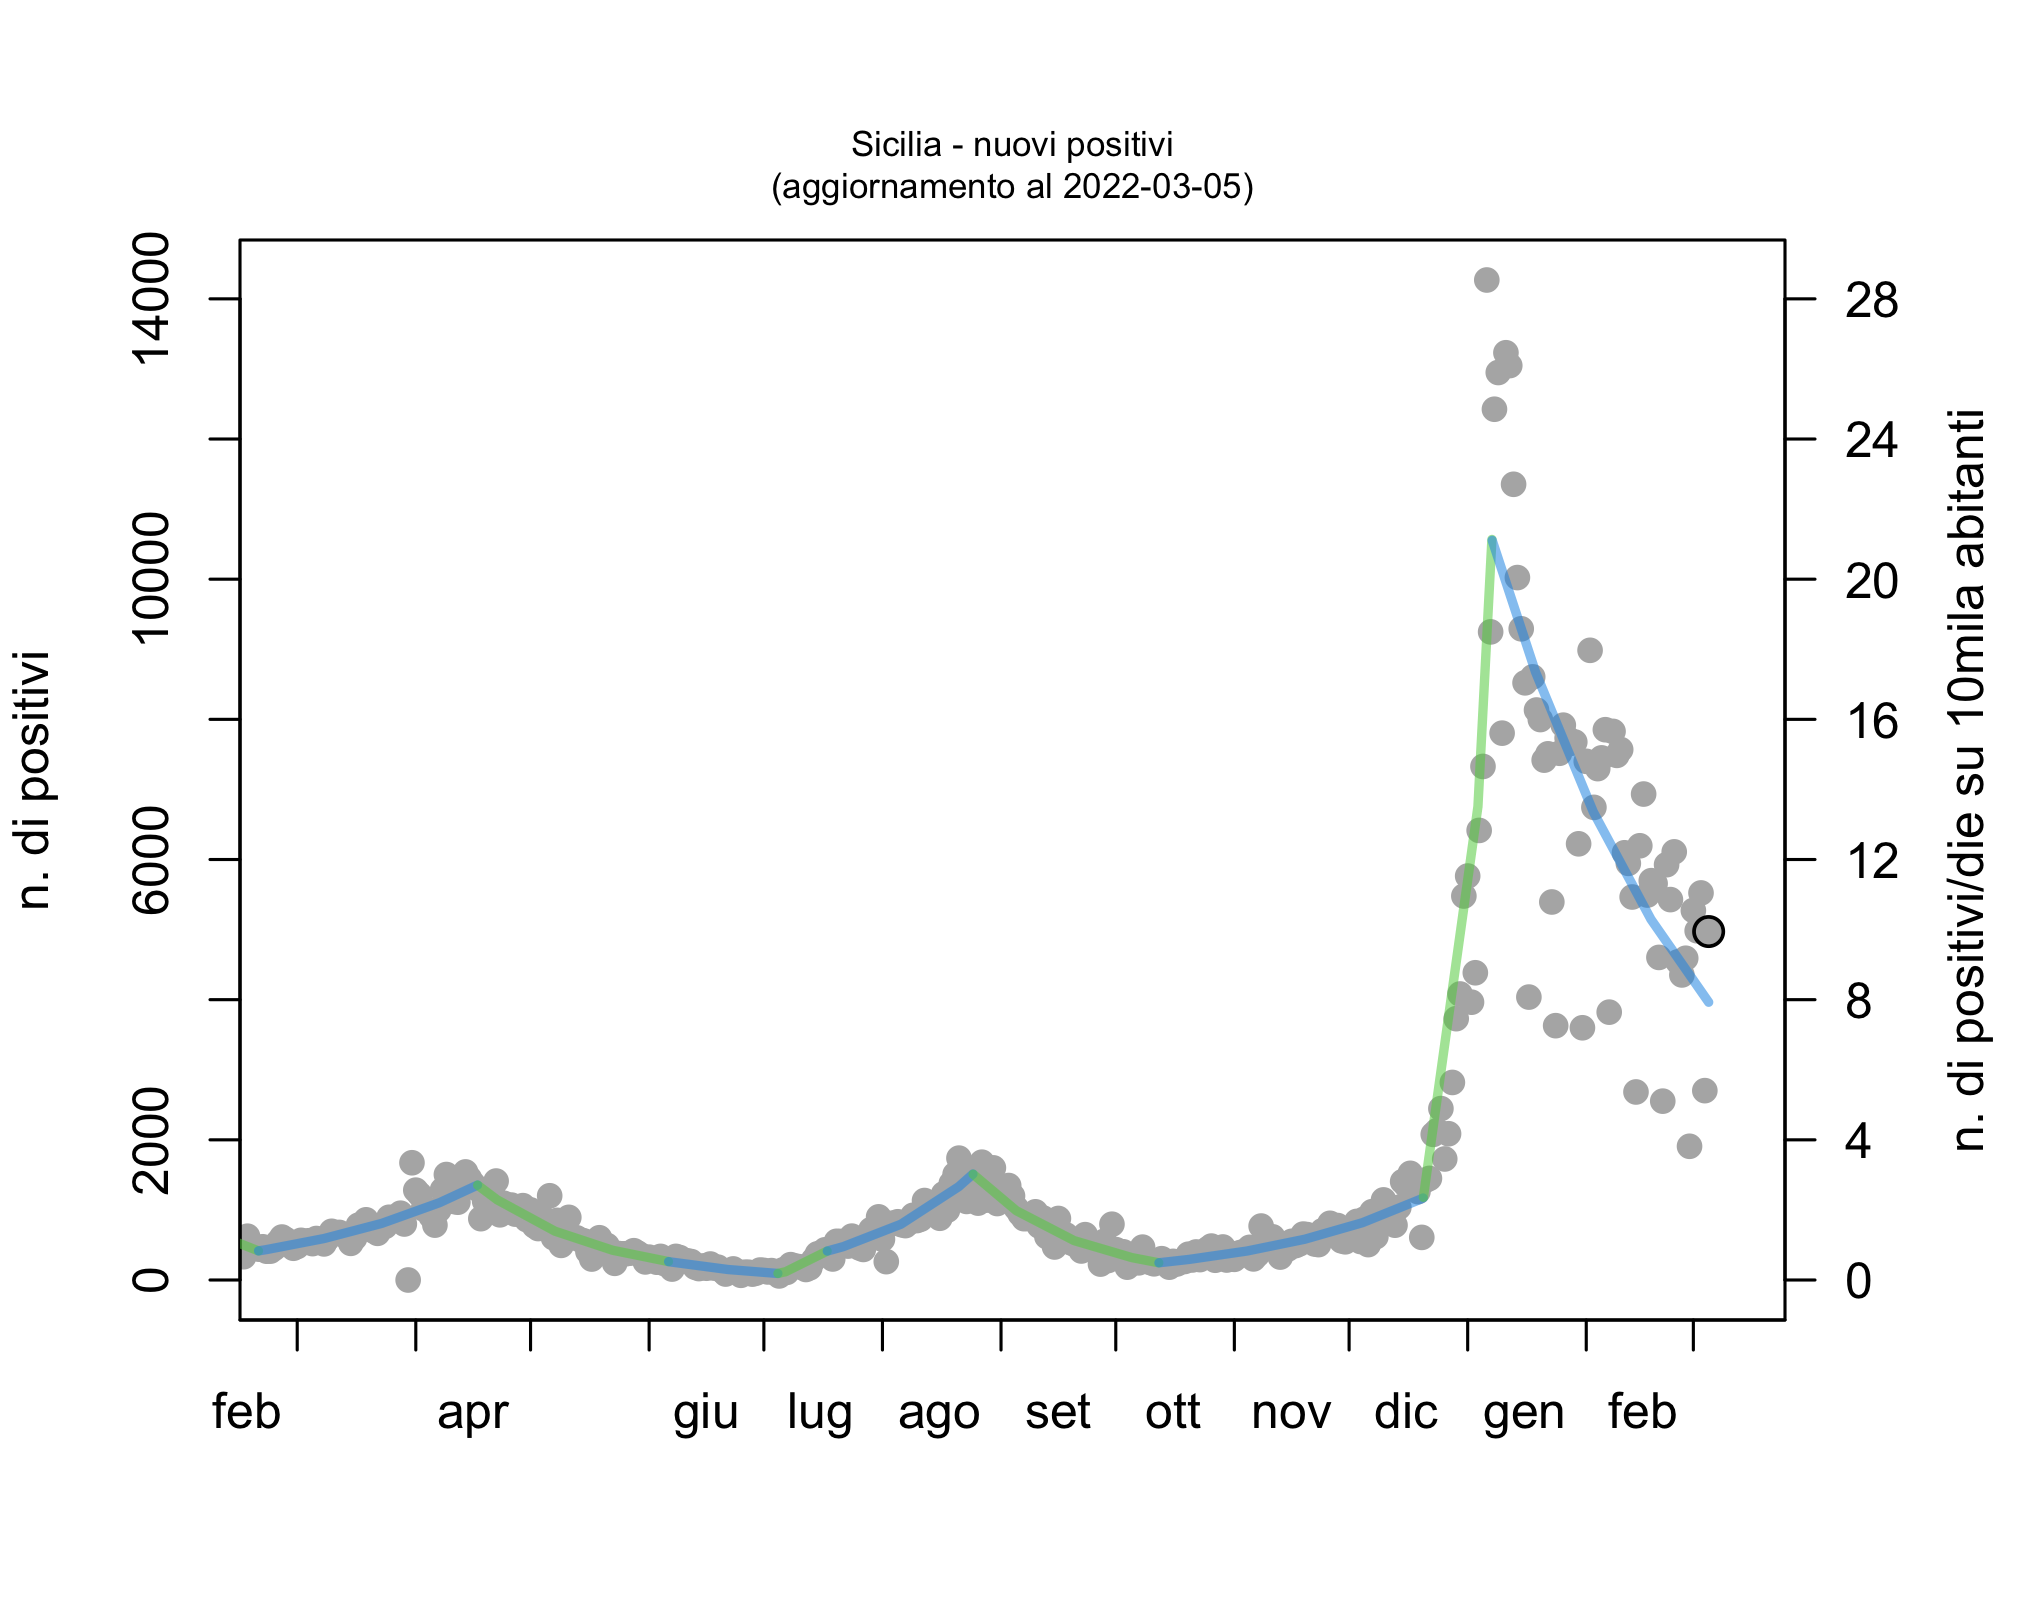 Sicilia - nuovi positivi
(aggiornamento al 2022-03-05)
n. di positivi
14000
10000
6000
2000
0
28
24
20
16
12
8
4
0
n. di positivi/die su 10mila abitanti
feb apr giu lug ago set ott nov dic gen feb